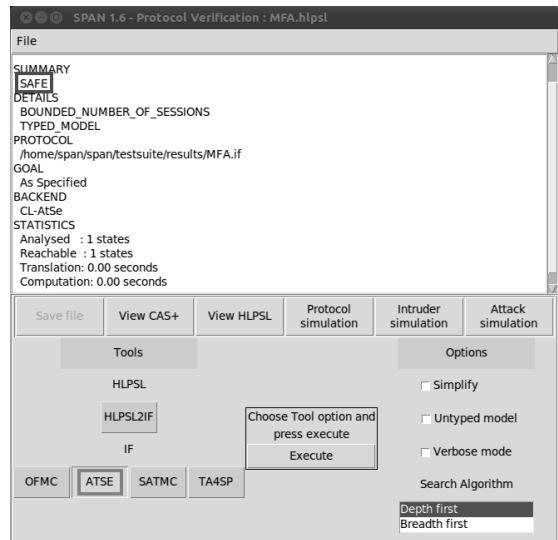 SPAN 1.6 - Protocol Verification : MFA.hlpsl
File
SUMMARY
SAFE
DETAILS
BOUNDED_NUMBER_OF_SESSIONS
TYPED_MODEL
PROTOCOL
/home/span/span/testsuite/results/MFA.if
GOAL
As Specified
BACKEND
CL-AtSe
STATISTICS
Analysed : 1 states
Reachable : 1 states
Translation: 0.00 seconds
Computation: 0.00 seconds
Save file
View CAS+
View HLPSL
Protocol
simulation
Intruder
simulation
Attack
simulation
Tools
Options
HLPSL
Simplify
HLPSL2IF
Choose Tool option and
press execute
Untyped model
IF
Execute
Verbose mode
OFMC
ATSE
SATMC
TA4SP
Search Algorithm
Depth first
Breadth first